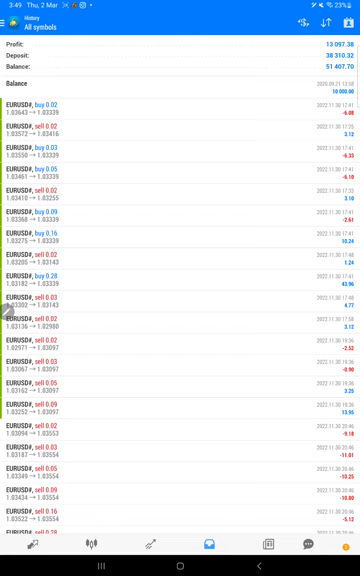 3:49 Thu, 2 Mar
23%
History
All symbols
Profit: 13 097.38
Deposit: 38 310.32
Balance: 51 407.70
Balance 2020.09.21 13:58
10 000.00
EURUSD#, buy 0.02 2022.11.30 17:41
1.03643 → 1.03339 -6.08
EURUSD#, sell 0.02 2022.11.30 17:25
1.03572 → 1.03416 3.12
EURUSD#, buy 0.03 2022.11.30 17:41
1.03550 → 1.03339 -6.33
EURUSD#, buy 0.05 2022.11.30 17:41
1.03461 → 1.03339 -6.10
EURUSD#, sell 0.02 2022.11.30 17:33
1.03410 → 1.03255 3.10
EURUSD#, buy 0.09 2022.11.30 17:41
1.03368 → 1.03339 -2.61
EURUSD#, buy 0.16 2022.11.30 17:41
1.03275 → 1.03339 10.24
EURUSD#, sell 0.02 2022.11.30 17:48
1.03205 → 1.03143 1.24
EURUSD#, buy 0.28 2022.11.30 17:41
1.03182 → 1.03339 43.96
EURUSD#, sell 0.03 2022.11.30 17:48
1.03302 → 1.03143 4.77
EURUSD#, sell 0.02 2022.11.30 17:58
1.03136 → 1.02980 3.12
EURUSD#, sell 0.02 2022.11.30 19:36
1.02971 → 1.03097 -2.52
EURUSD#, sell 0.03 2022.11.30 19:36
1.03067 → 1.03097 -0.90
EURUSD#, sell 0.05 2022.11.30 19:36
1.03162 → 1.03097 3.25
EURUSD#, sell 0.09 2022.11.30 19:36
1.03252 → 1.03097 13.95
EURUSD#, sell 0.02 2022.11.30 20:46
1.03094 → 1.03553 -9.18
EURUSD#, sell 0.03 2022.11.30 20:46
1.03187 → 1.03554 -11.01
EURUSD#, sell 0.05 2022.11.30 20:46
1.03349 → 1.03554 -10.25
EURUSD#, sell 0.09 2022.11.30 20:46
1.03434 → 1.03554 -10.80
EURUSD#, sell 0.16 2022.11.30 20:46
1.03522 → 1.03554 -5.12
EURUSD#, sell 0.28 2022.11.30 20:46
2